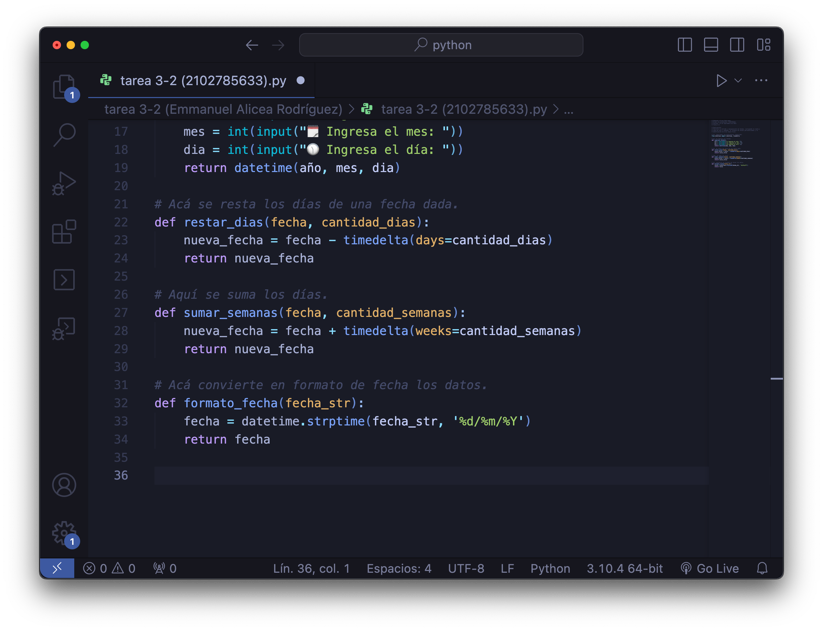 python
tarea 3-2 (2102785633).py
tarea 3-2 (Emmanuel Alicea Rodríguez) > tarea 3-2 (2102785633).py > ...
1
17 mes = int(input("🗓 Ingresa el mes: "))
18 dia = int(input("🕐 Ingresa el día: "))
19 return datetime(año, mes, dia)
20
21 # Acá se resta los días de una fecha dada.
22 def restar_dias(fecha, cantidad_dias):
23 nueva_fecha = fecha - timedelta(days=cantidad_dias)
24 return nueva_fecha
25
26 # Aquí se suma los días.
27 def sumar_semanas(fecha, cantidad_semanas):
28 nueva_fecha = fecha + timedelta(weeks=cantidad_semanas)
29 return nueva_fecha
30
31 # Acá convierte en formato de fecha los datos.
32 def formato_fecha(fecha_str):
33 fecha = datetime.strptime(fecha_str, '%d/%m/%Y')
34 return fecha
35
36
1
0 0 0 Lín. 36, col. 1 Espacios: 4 UTF-8 LF Python 3.10.4 64-bit Go Live